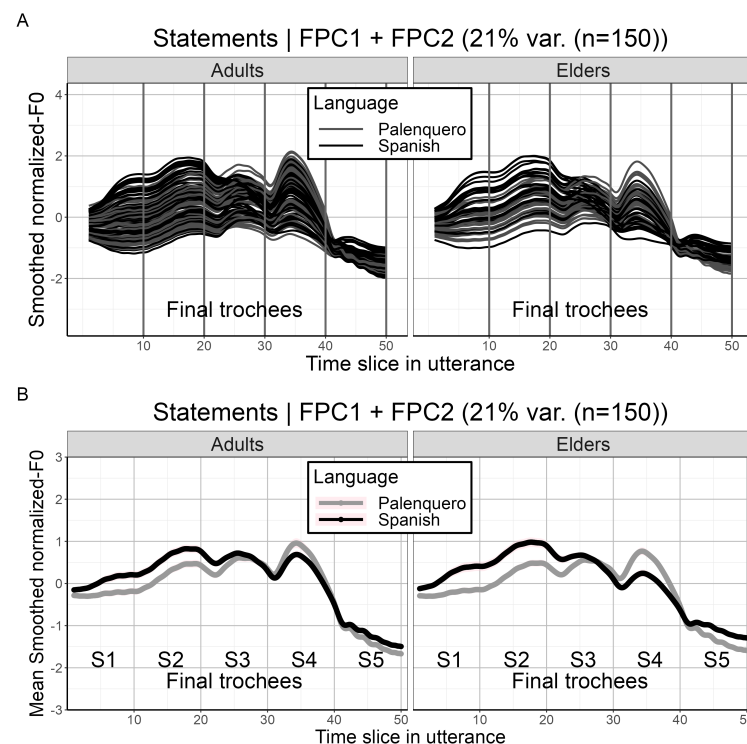 A
Statements | FPC1 + FPC2 (21% var. (n=150))
Adults
Elders
Language
Palenquero
Spanish
Smoothed normalized-F0
4
2
0
-2
Final trochees
Final trochees
10 20 30 40 50
10 20 30 40 50
Time slice in utterance
B
Statements | FPC1 + FPC2 (21% var. (n=150))
Adults
Elders
Language
Palenquero
Spanish
Mean Smoothed normalized-F0
3
2
1
0
-1
-2
-3
S1 S2 S3 S4 S5
S1 S2 S3 S4 S5
Final trochees
Final trochees
10 20 30 40 50
10 20 30 40 50
Time slice in utterance